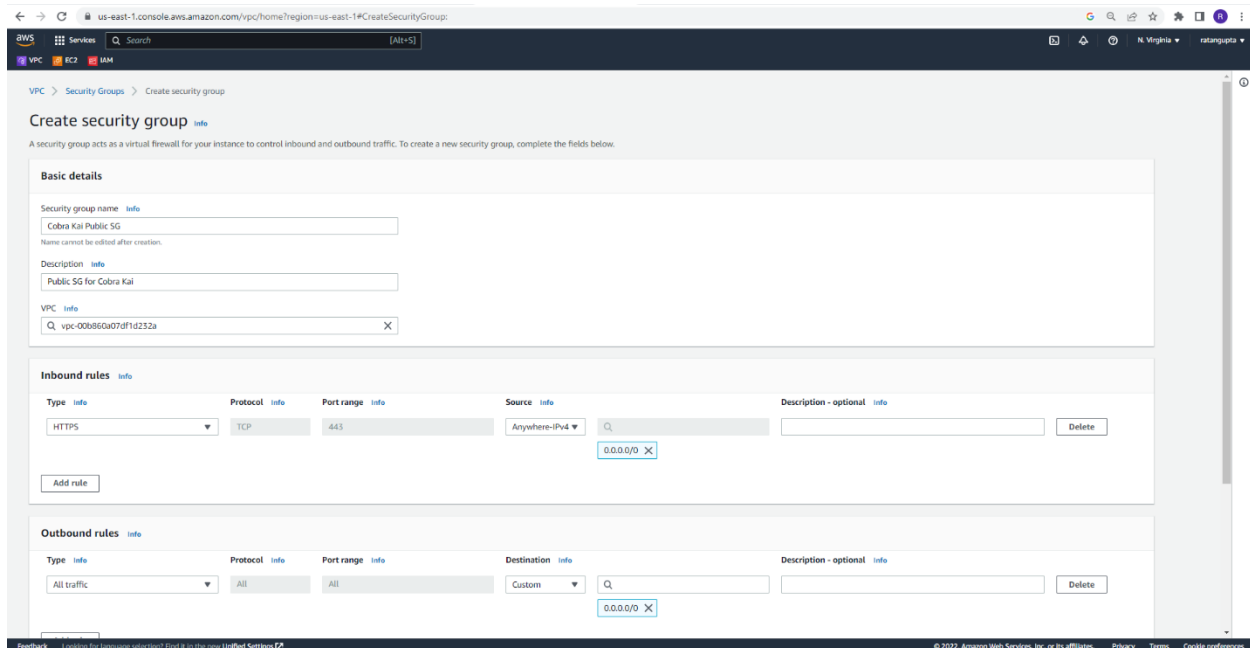 us-east-1.console.aws.amazon.com/vpc/home?region=us-east-1#CreateSecurityGroup:
G R
aws Services Search [Alt+S] N. Virginia ratangupta
VPC EC2 IAM
VPC > Security Groups > Create security group
Create security group Info
A security group acts as a virtual firewall for your instance to control inbound and outbound traffic. To create a new security group, complete the fields below.
Basic details
Security group name Info
Cobra Kai Public SG
Name cannot be edited after creation.
Description Info
Public SG for Cobra Kai
VPC Info
vpc-00b860a07df1d232a
Inbound rules Info
Type Info Protocol Info Port range Info Source Info Description - optional Info
HTTPS TCP 443 Anywhere-IPv4 Delete
0.0.0.0/0
Add rule
Outbound rules Info
Type Info Protocol Info Port range Info Destination Info Description - optional Info
All traffic All All Custom Delete
0.0.0.0/0
Feedback Looking for language selection? Find it in the new Unified Settings © 2022, Amazon Web Services, Inc. or its affiliates. Privacy Terms Cookie preferences